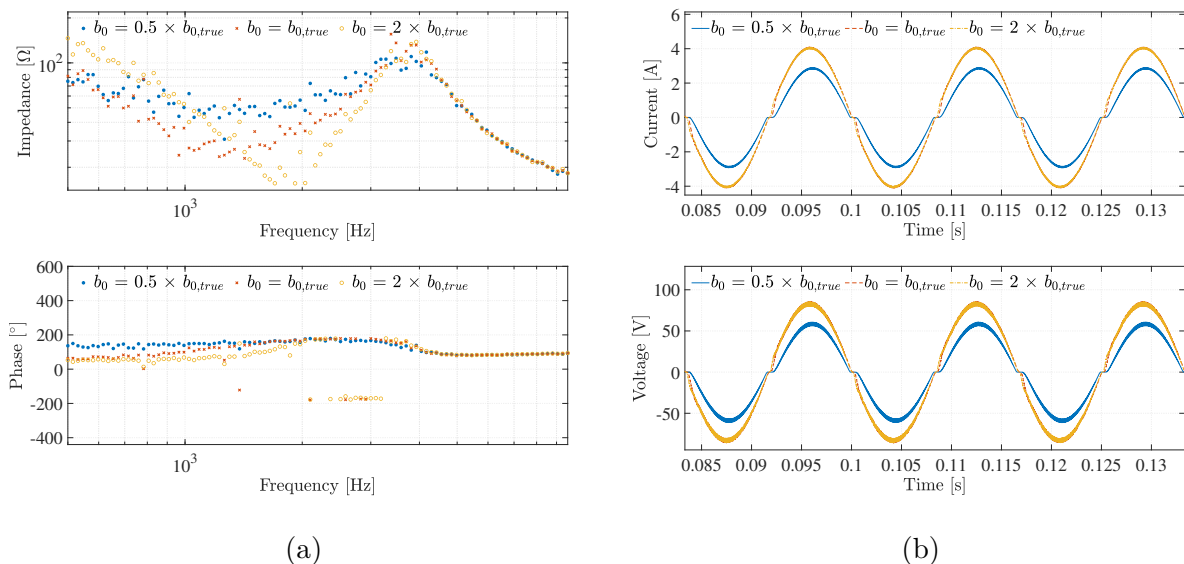 b0 = 0.5 × b0,true b0 = b0,true b0 = 2 × b0,true
10^2
Impedance [Ω]
10^3
Frequency [Hz]
b0 = 0.5 × b0,true b0 = b0,true b0 = 2 × b0,true
600
400
200
0
-200
-400
Phase [°]
10^3
Frequency [Hz]
(a)
b0 = 0.5 × b0,true b0 = b0,true b0 = 2 × b0,true
6
4
2
0
-2
-4
Current [A]
0.085 0.09 0.095 0.1 0.105 0.11 0.115 0.12 0.125 0.13
Time [s]
b0 = 0.5 × b0,true b0 = b0,true b0 = 2 × b0,true
100
50
0
-50
Voltage [V]
0.085 0.09 0.095 0.1 0.105 0.11 0.115 0.12 0.125 0.13
Time [s]
(b)